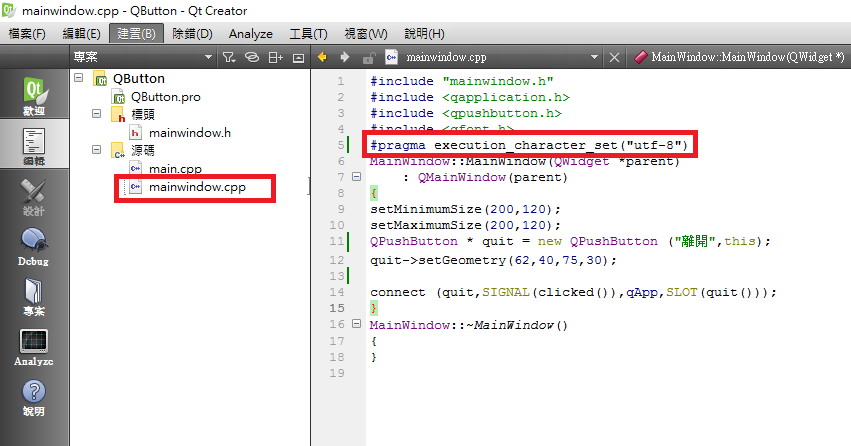 mainwindow.cpp - QButton - Qt Creator
檔案(F) 編輯(E) 建置(B) 除錯(D) Analyze 工具(T) 視窗(W) 說明(H)
專案
mainwindow.cpp
MainWindow::MainWindow(QWidget *)
Qt
歡迎
編輯
設計
Debug
專案
Analyze
說明
QButton
QButton.pro
標頭
mainwindow.h
源碼
main.cpp
mainwindow.cpp
1 #include "mainwindow.h"
2 #include <qapplication.h>
3 #include <qpushbutton.h>
4 #include <qfont.h>
5 #pragma execution_character_set("utf-8")
6 MainWindow::MainWindow(QWidget *parent)
7 : QMainWindow(parent)
8 {
9 setMinimumSize(200,120);
10 setMaximumSize(200,120);
11 QPushButton * quit = new QPushButton ("離開",this);
12 quit->setGeometry(62,40,75,30);
13
14 connect (quit,SIGNAL(clicked()),qApp,SLOT(quit()));
15 }
16 MainWindow::~MainWindow()
17 {
18 }
19